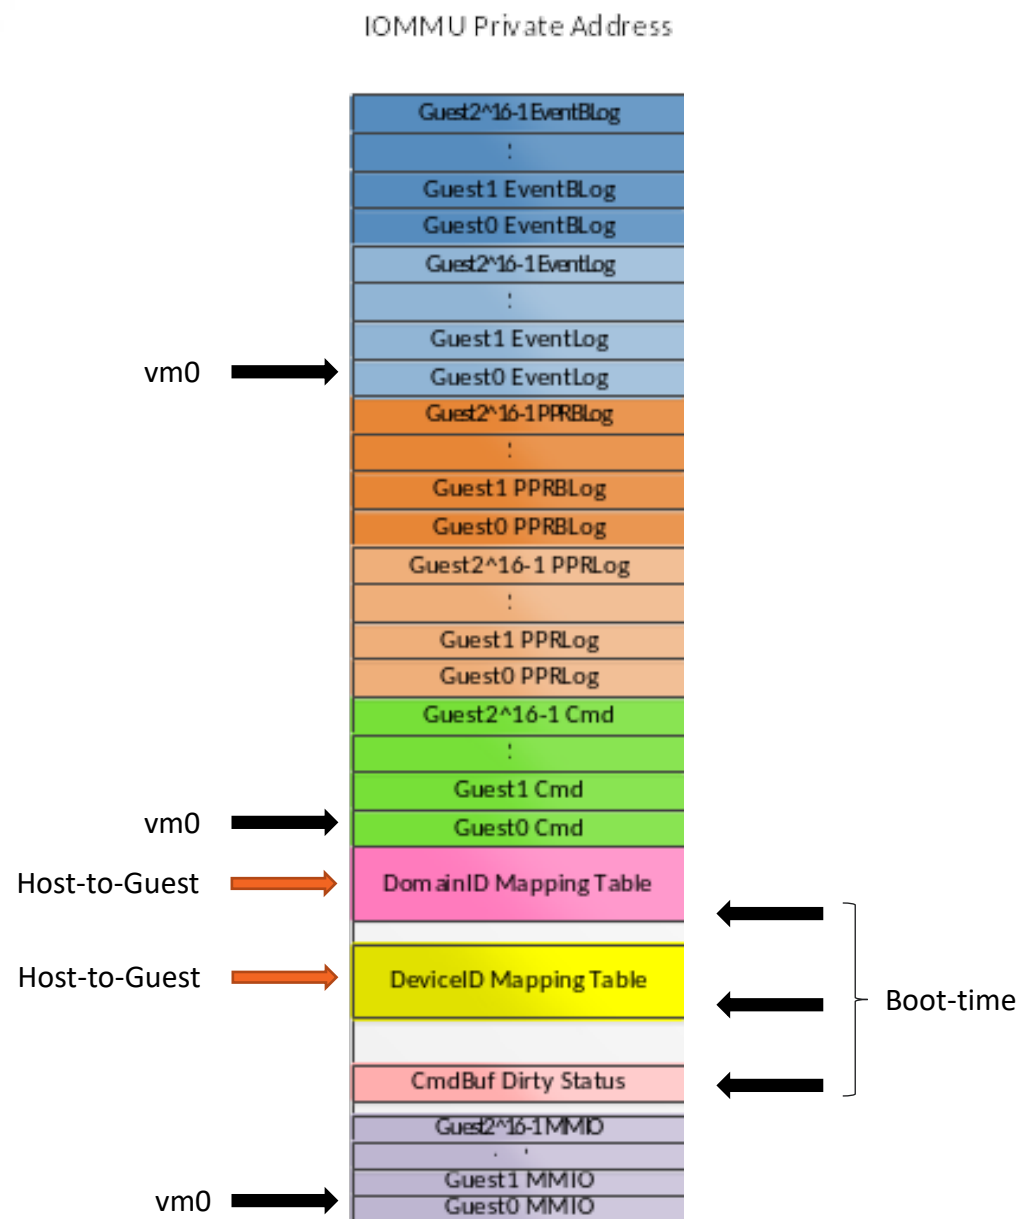 IOMMU Private Address
Guest2^16-1 EventBLog
:
Guest1 EventBLog
Guest0 EventBLog
Guest2^16-1 EventLog
:
Guest1 EventLog
vm0
Guest0 EventLog
Guest2^16-1 PPRBLog
:
Guest1 PPRBLog
Guest0 PPRBLog
Guest2^16-1 PPRLog
:
Guest1 PPRLog
Guest0 PPRLog
Guest2^16-1 Cmd
:
Guest1 Cmd
vm0
Guest0 Cmd
Host-to-Guest
DomainID Mapping Table
Host-to-Guest
DeviceID Mapping Table
Boot-time
CmdBuf Dirty Status
Guest2^16-1 MMIO
Guest1 MMIO
vm0
Guest0 MMIO